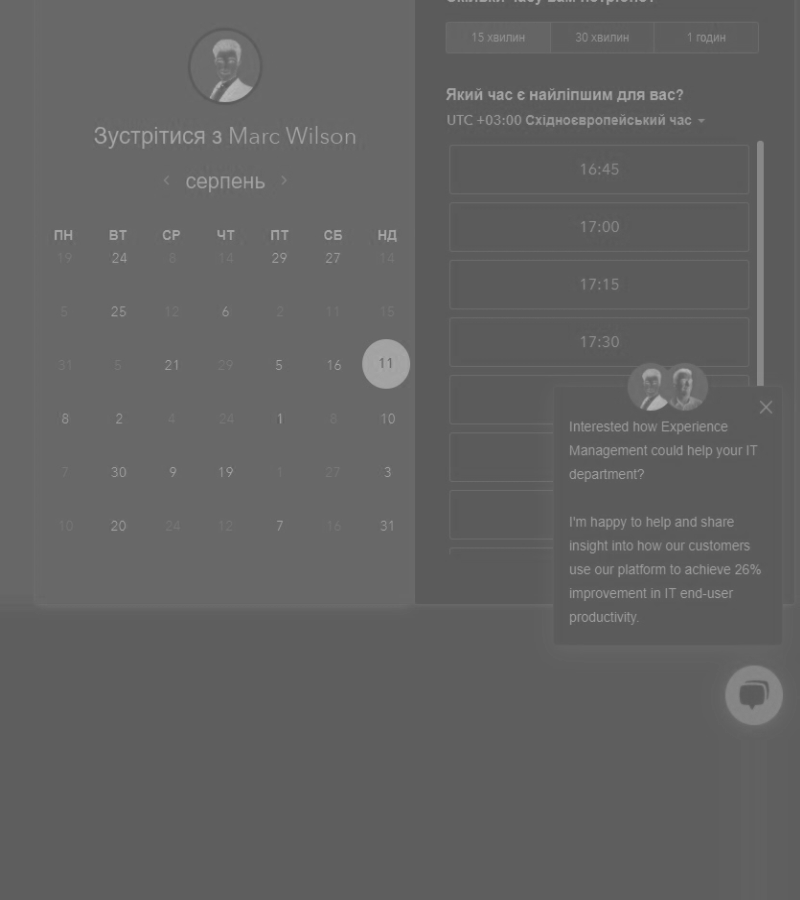 15 хвилин 30 хвилин 1 годин
Який час є найліпшим для вас?
UTC +03:00 Східноєвропейський час
Зустрітися з Marc Wilson
серпень
ПН ВТ СР ЧТ ПТ СБ НД
19 24 8 14 29 27 14
5 25 12 6 2 11 15
31 5 21 29 5 16 11
8 2 4 24 1 8 10
7 30 9 19 1 27 3
10 20 24 12 7 16 31
16:45
17:00
17:15
17:30
Interested how Experience
Management could help your IT
department?
I'm happy to help and share
insight into how our customers
use our platform to achieve 26%
improvement in IT end-user
productivity.